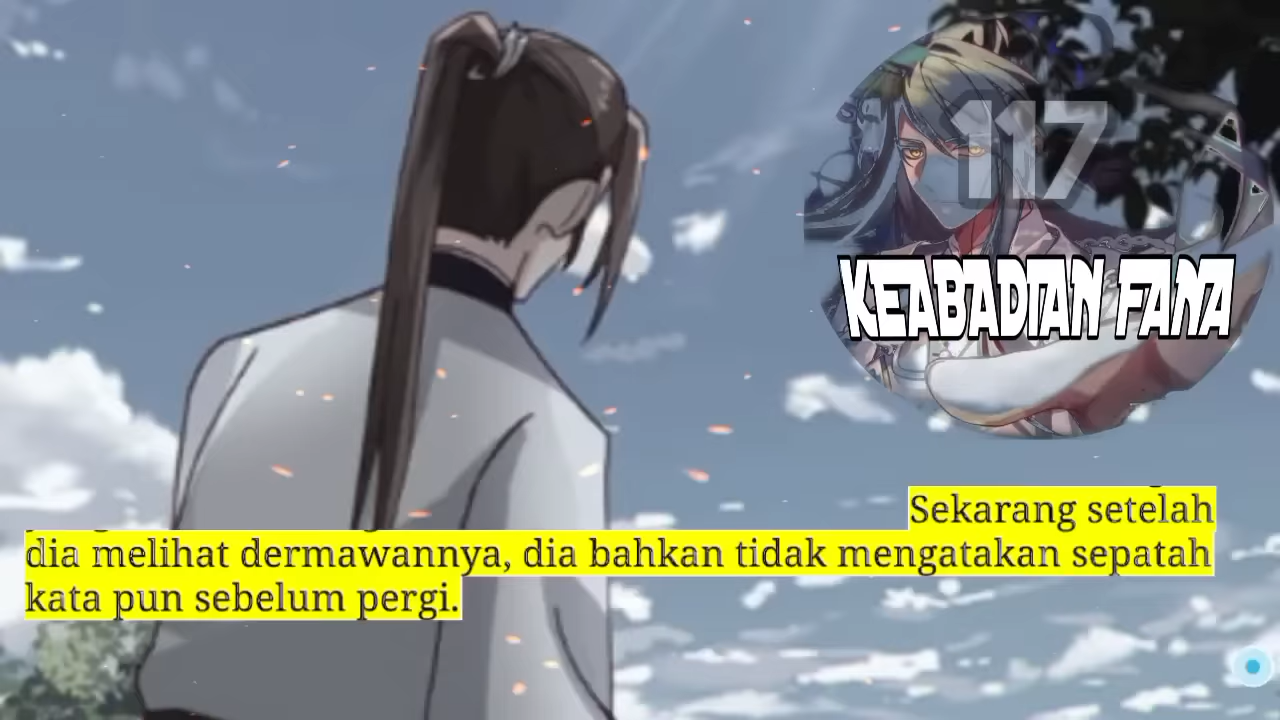 117
KEABADIAN FANA
Sekarang setelah
dia melihat dermawannya, dia bahkan tidak mengatakan sepatah
kata pun sebelum pergi.